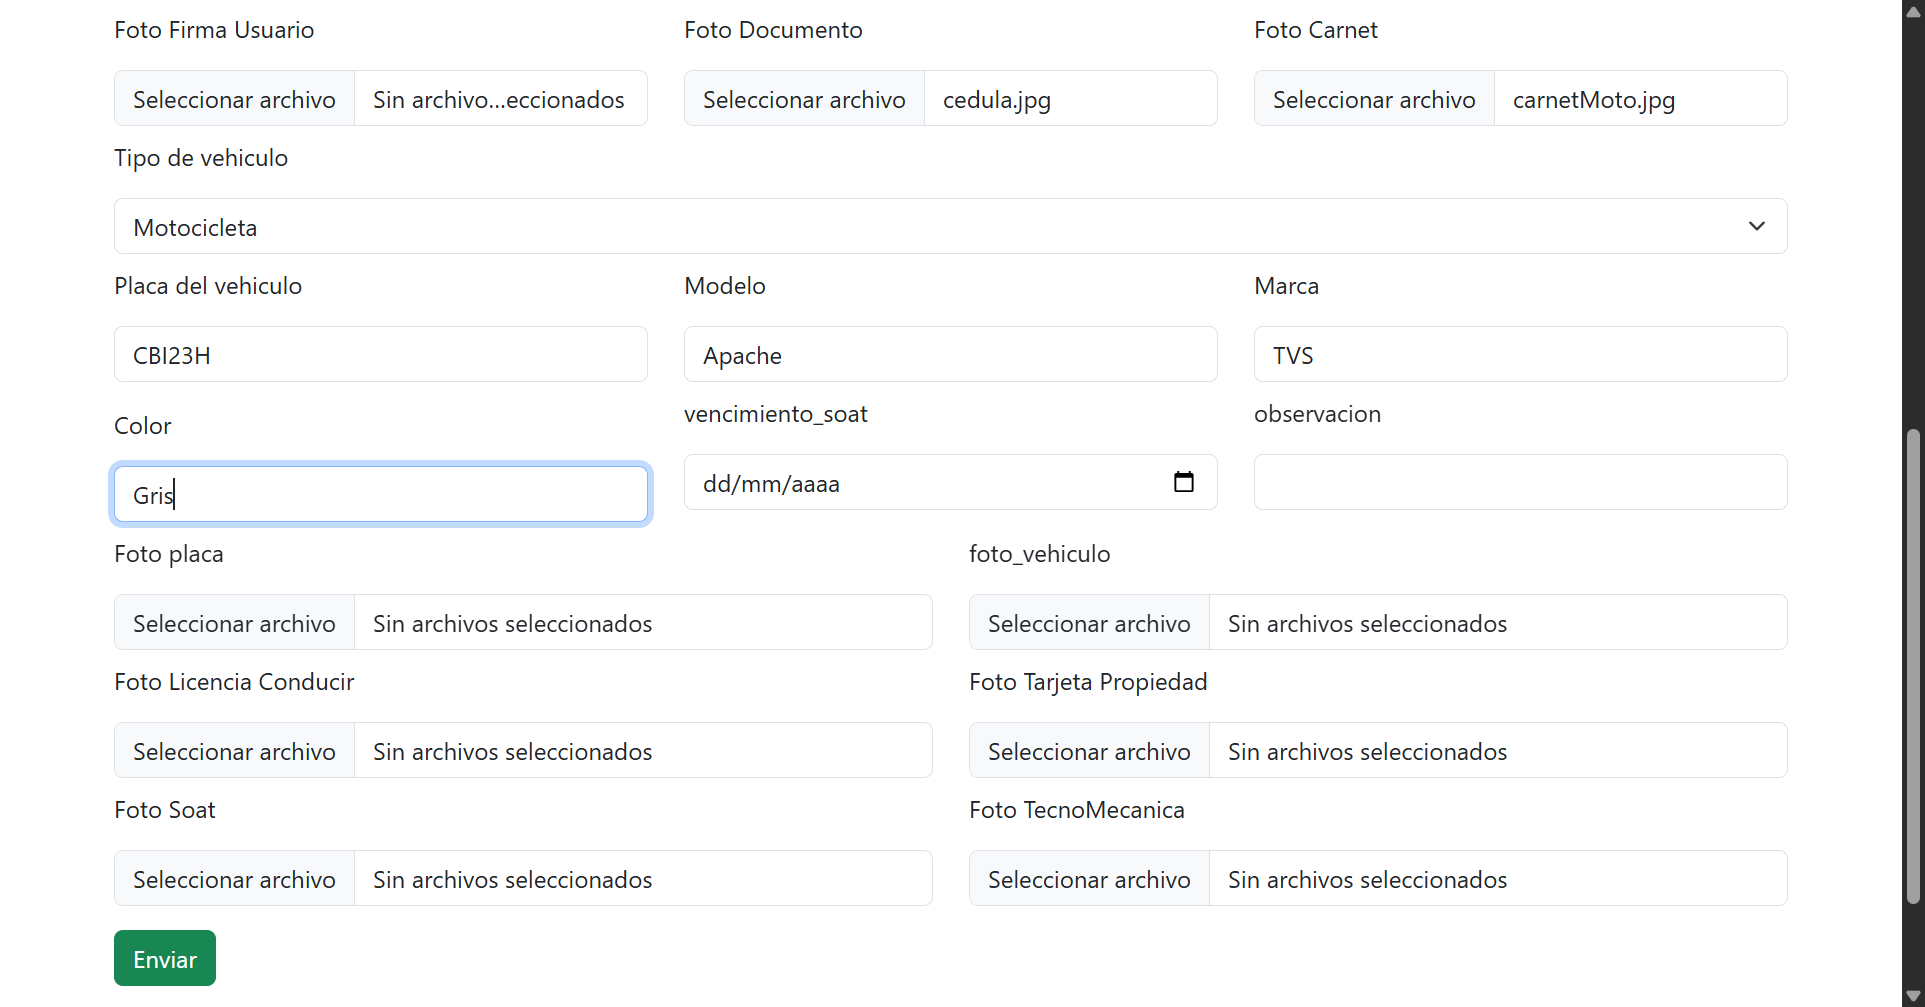 Foto Firma Usuario Foto Documento Foto Carnet
Seleccionar archivo Sin archivo...eccionados Seleccionar archivo cedula.jpg Seleccionar archivo carnetMoto.jpg
Tipo de vehiculo
Motocicleta
Placa del vehiculo Modelo Marca
CBI23H Apache TVS
Color vencimiento_soat observacion
Gris dd/mm/aaaa
Foto placa foto_vehiculo
Seleccionar archivo Sin archivos seleccionados Seleccionar archivo Sin archivos seleccionados
Foto Licencia Conducir Foto Tarjeta Propiedad
Seleccionar archivo Sin archivos seleccionados Seleccionar archivo Sin archivos seleccionados
Foto Soat Foto TecnoMecanica
Seleccionar archivo Sin archivos seleccionados Seleccionar archivo Sin archivos seleccionados
Enviar